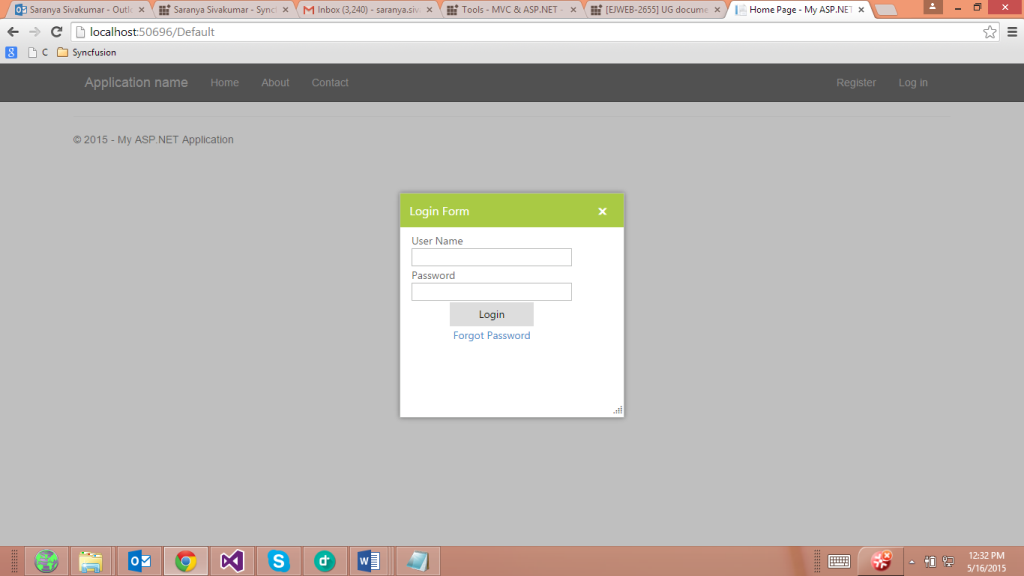 Saranya Sivakumar - Outl
Saranya Sivakumar - Sync
Inbox (3,240) - saranya.siv
Tools - MVC & ASP.NET -
[EJWEB-2655] UG docume
Home Page - My ASP.NET
localhost:50696/Default
8 C Syncfusion
Application name Home About Contact Register Log in
© 2015 - My ASP.NET Application
Login Form
User Name
Password
Login
Forgot Password
12:32 PM
5/16/2015